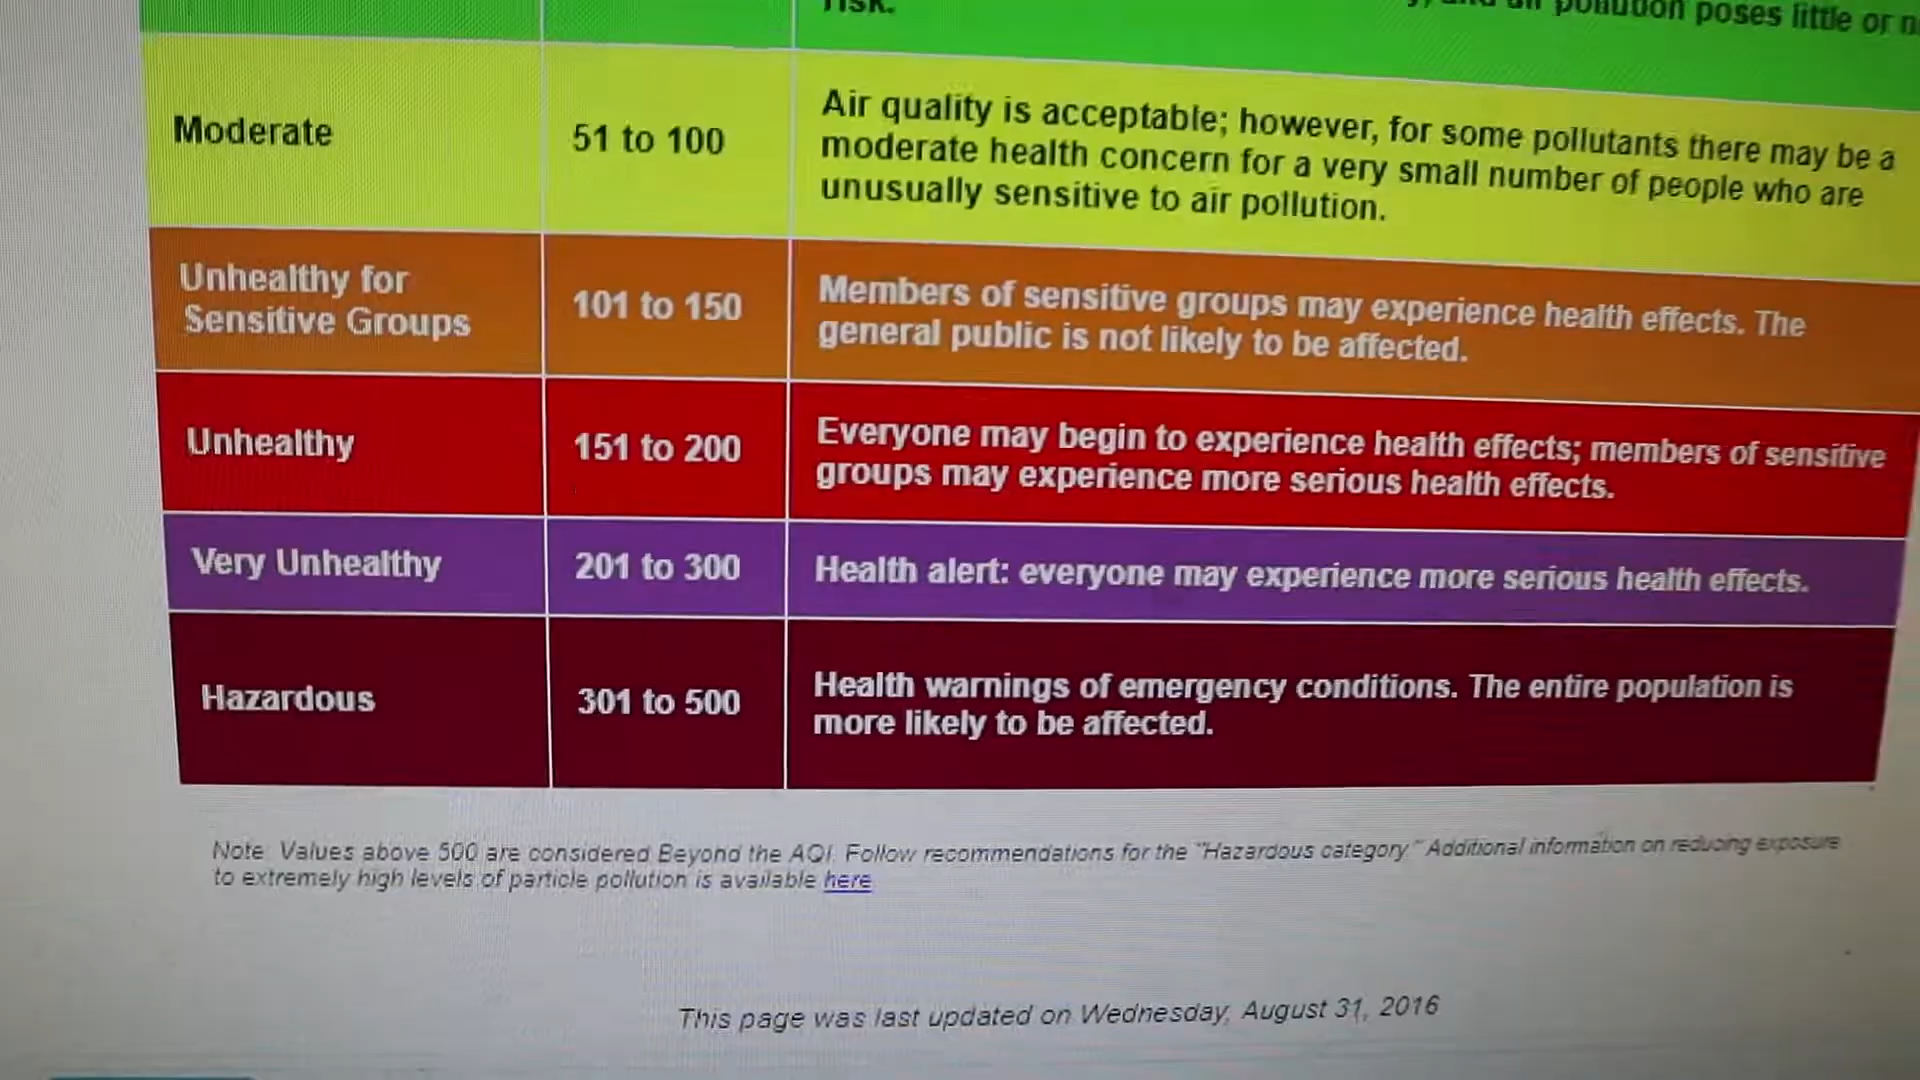 risk.
pollution poses little or
Moderate
51 to 100
Air quality is acceptable; however, for some pollutants there may be a
moderate health concern for a very small number of people who are
unusually sensitive to air pollution.
Unhealthy for
Sensitive Groups
101 to 150
Members of sensitive groups may experience health effects. The
general public is not likely to be affected.
Unhealthy
151 to 200
Everyone may begin to experience health effects; members of sensitive
groups may experience more serious health effects.
Very Unhealthy
201 to 300
Health alert: everyone may experience more serious health effects.
Hazardous
301 to 500
Health warnings of emergency conditions. The entire population is
more likely to be affected.
Note: Values above 500 are considered Beyond the AQI. Follow recommendations for the "Hazardous category." Additional information on reducing exposure
to extremely high levels of particle pollution is available here
This page was last updated on Wednesday, August 31, 2016